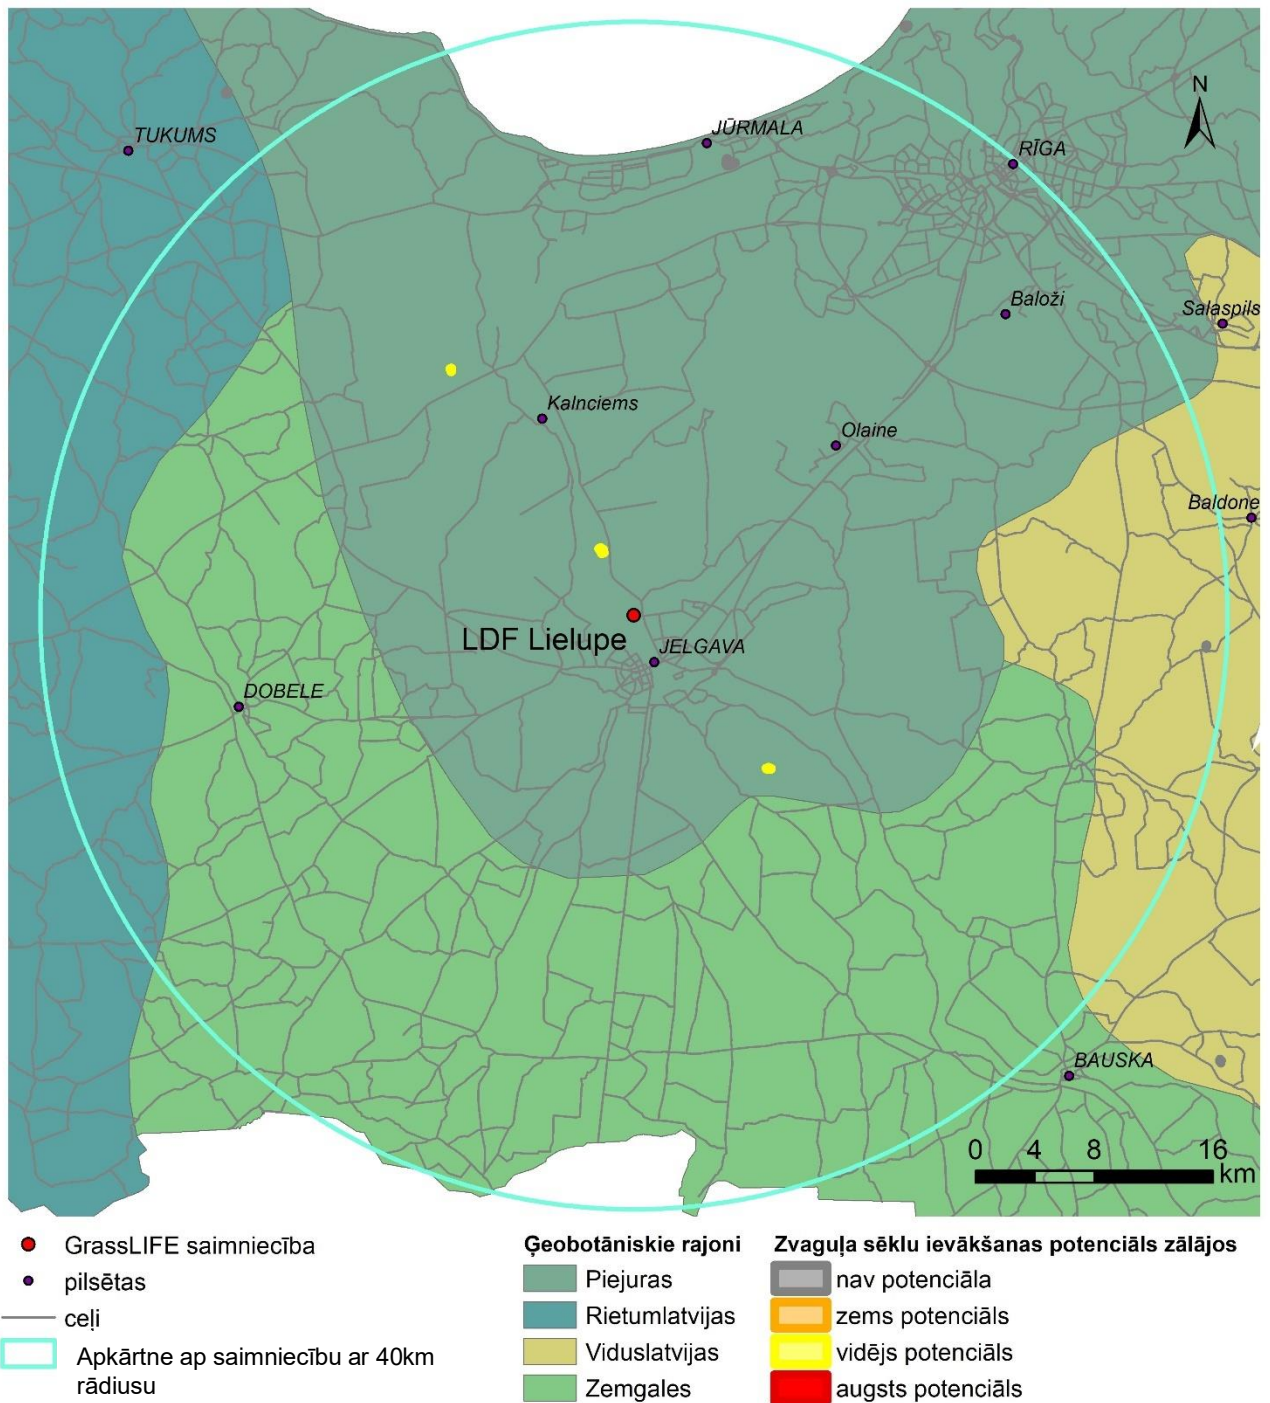 N
TUKUMS
JŪRMALA
RĪGA
Baloži
Salaspils
Kalnciems
Olaine
Baldone
LDF Lielupe
JELGAVA
DOBELE
BAUSKA
0 4 8 16
km
GrassLIFE saimniecība
pilsētas
ceļi
Apkārtne ap saimniecību ar 40km
rādiusu
Ģeobotāniskie rajoni
Piejuras
Rietumlatvijas
Viduslatvijas
Zemgales
Zvaguļa sēklu ievākšanas potenciāls zālājos
nav potenciāla
zems potenciāls
vidējs potenciāls
augsts potenciāls